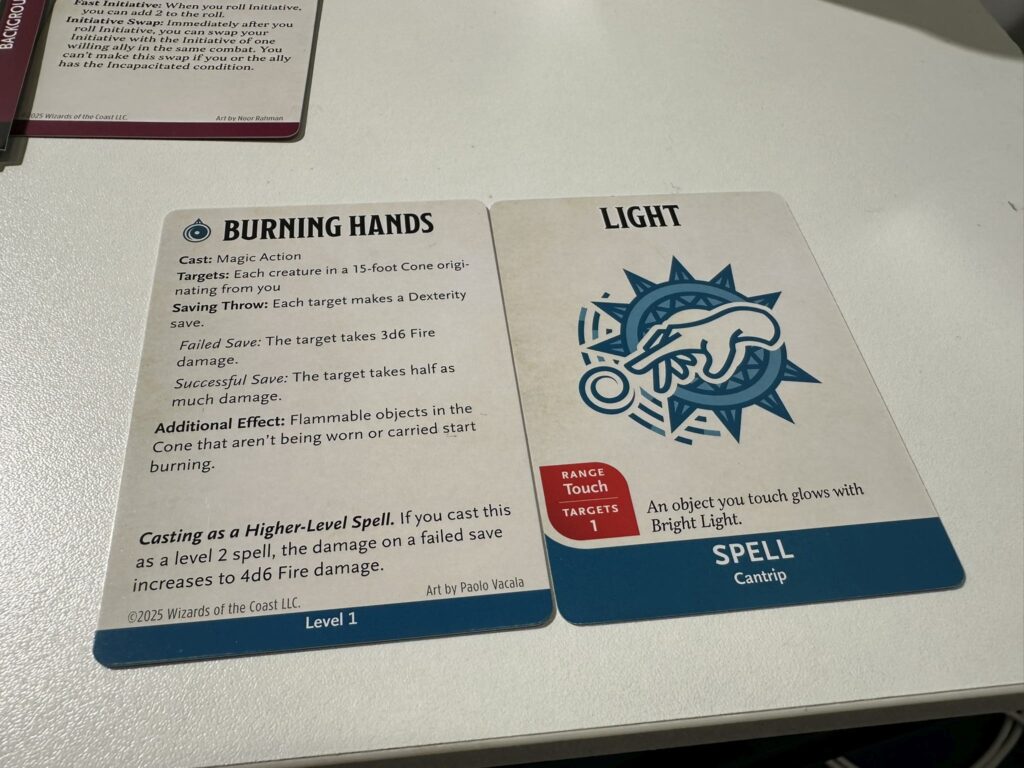 BACKGROU
Fast Initiative: When you roll Initiative,
you can add 2 to the roll.
Initiative Swap: Immediately after you
roll Initiative, you can swap your
Initiative with the Initiative of one
willing ally in the same combat. You
can't make this swap if you or the ally
has the Incapacitated condition.
2025 Wizards of the Coast LLC.
Art by Noor Rahman
BURNING HANDS
Cast: Magic Action
Targets: Each creature in a 15-foot Cone origi-
nating from you
Saving Throw: Each target makes a Dexterity
save.
Failed Save: The target takes 3d6 Fire
damage.
Successful Save: The target takes half as
much damage.
Additional Effect: Flammable objects in the
Cone that aren't being worn or carried start
burning.
Casting as a Higher-Level Spell. If you cast this
as a level 2 spell, the damage on a failed save
increases to 4d6 Fire damage.
©2025 Wizards of the Coast LLC.
Art by Paolo Vacala
Level 1
LIGHT
RANGE
Touch
TARGETS
1
An object you touch glows with
Bright Light.
SPELL
Cantrip